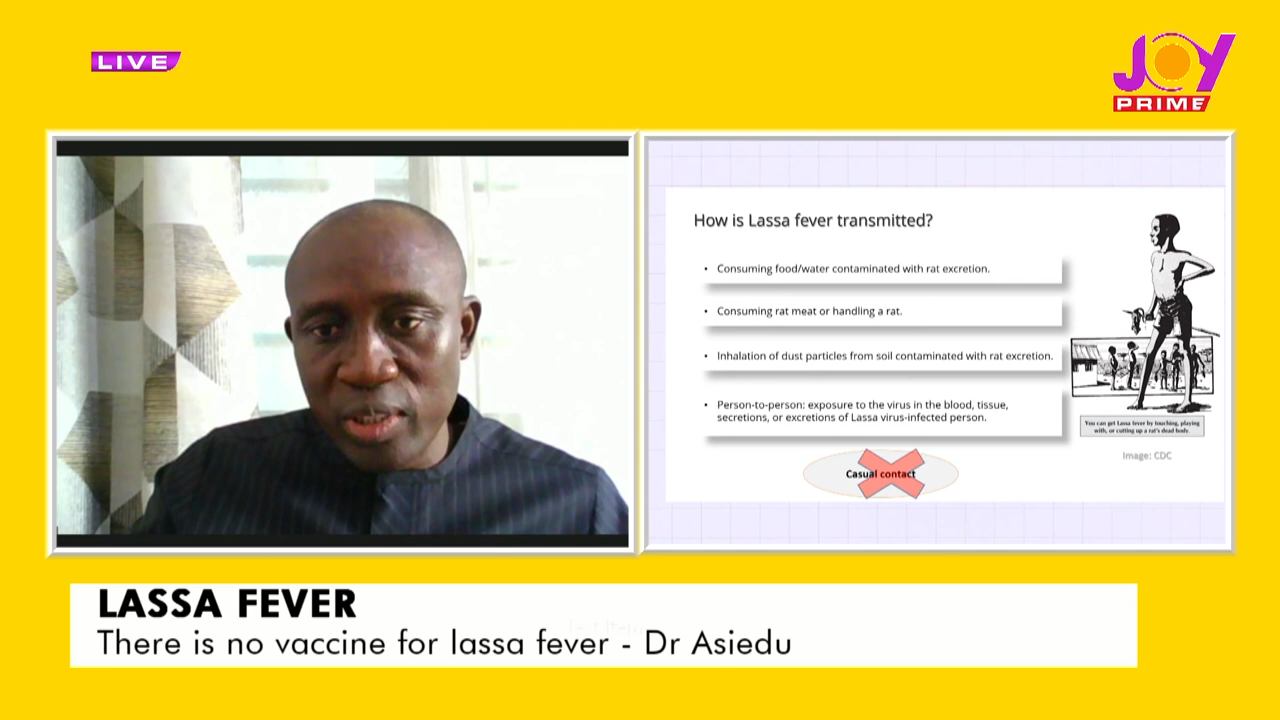 LIVE
JOY
PRIME
How is Lassa fever transmitted?
• Consuming food/water contaminated with rat excretion.
• Consuming rat meat or handling a rat.
• Inhalation of dust particles from soil contaminated with rat excretion.
• Person-to-person: exposure to the virus in the blood, tissue,
secretions, or excretions of Lassa virus-infected person.
Casual contact
You can get Lassa fever by touching, playing
with, or cutting up a rat's dead body.
Image: CDC
LASSA FEVER
There is no vaccine for lassa fever - Dr Asiedu